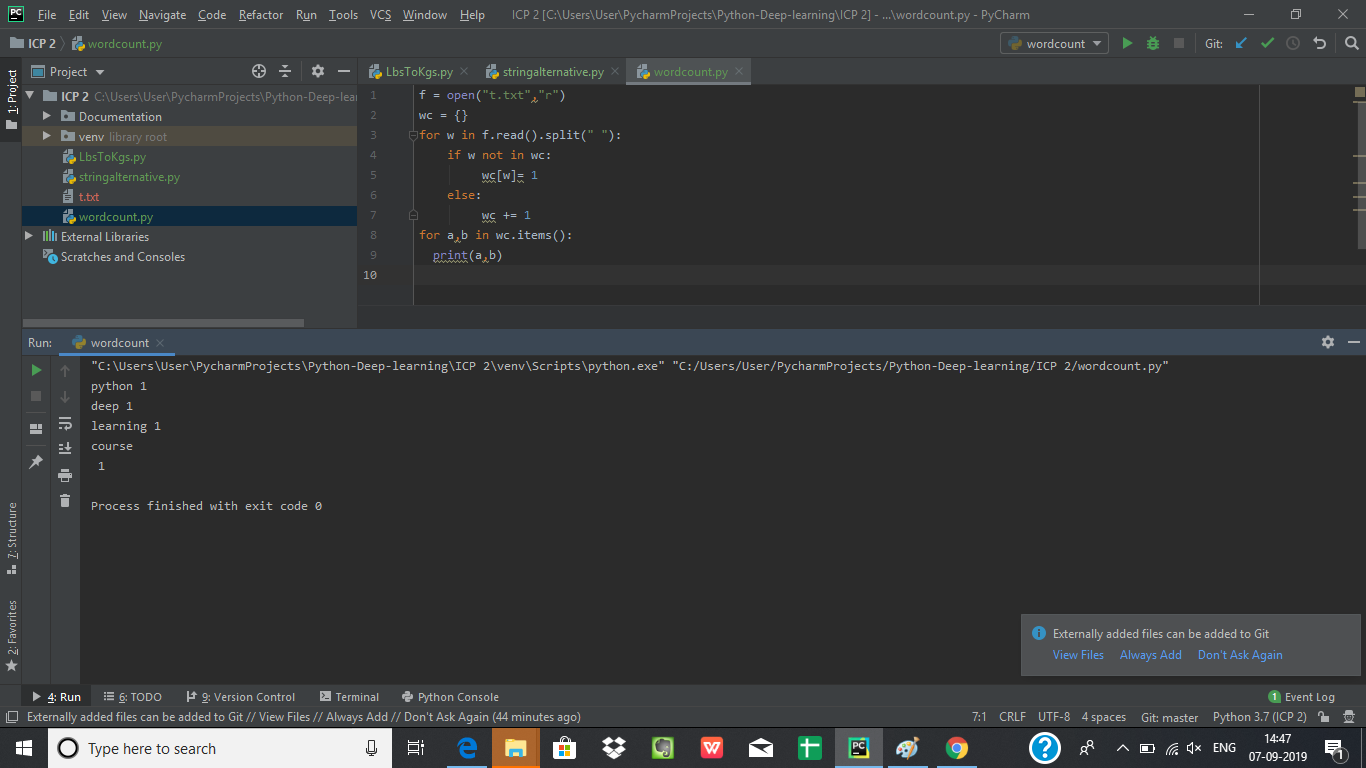 PC File Edit View Navigate Code Refactor Run Tools VCS Window Help ICP 2 [C:\Users\User\PycharmProjects\Python-Deep-learning\ICP 2] - ...\wordcount.py - PyCharm
ICP 2 wordcount.py wordcount Git:
1: Project
Project
ICP 2 C:\Users\User\PycharmProjects\Python-Deep-lea
Documentation
venv library root
LbsToKgs.py
stringalternative.py
t.txt
wordcount.py
External Libraries
Scratches and Consoles
LbsToKgs.py stringalternative.py wordcount.py
1 f = open("t.txt","r")
2 wc = {}
3 for w in f.read().split(" "):
4 if w not in wc:
5 wc[w]= 1
6 else:
7 wc += 1
8 for a,b in wc.items():
9 print(a,b)
10
Run: wordcount
"C:\Users\User\PycharmProjects\Python-Deep-learning\ICP 2\venv\Scripts\python.exe" "C:/Users/User/PycharmProjects/Python-Deep-learning/ICP 2/wordcount.py"
python 1
deep 1
learning 1
course
1
Process finished with exit code 0
7: Structure
2: Favorites
Externally added files can be added to Git
View Files Always Add Don't Ask Again
4: Run 6: TODO 9: Version Control Terminal Python Console 1 Event Log
Externally added files can be added to Git // View Files // Always Add // Don't Ask Again (44 minutes ago) 7:1 CRLF UTF-8 4 spaces Git: master Python 3.7 (ICP 2)
Type here to search W PC ? ENG 14:47
07-09-2019 1